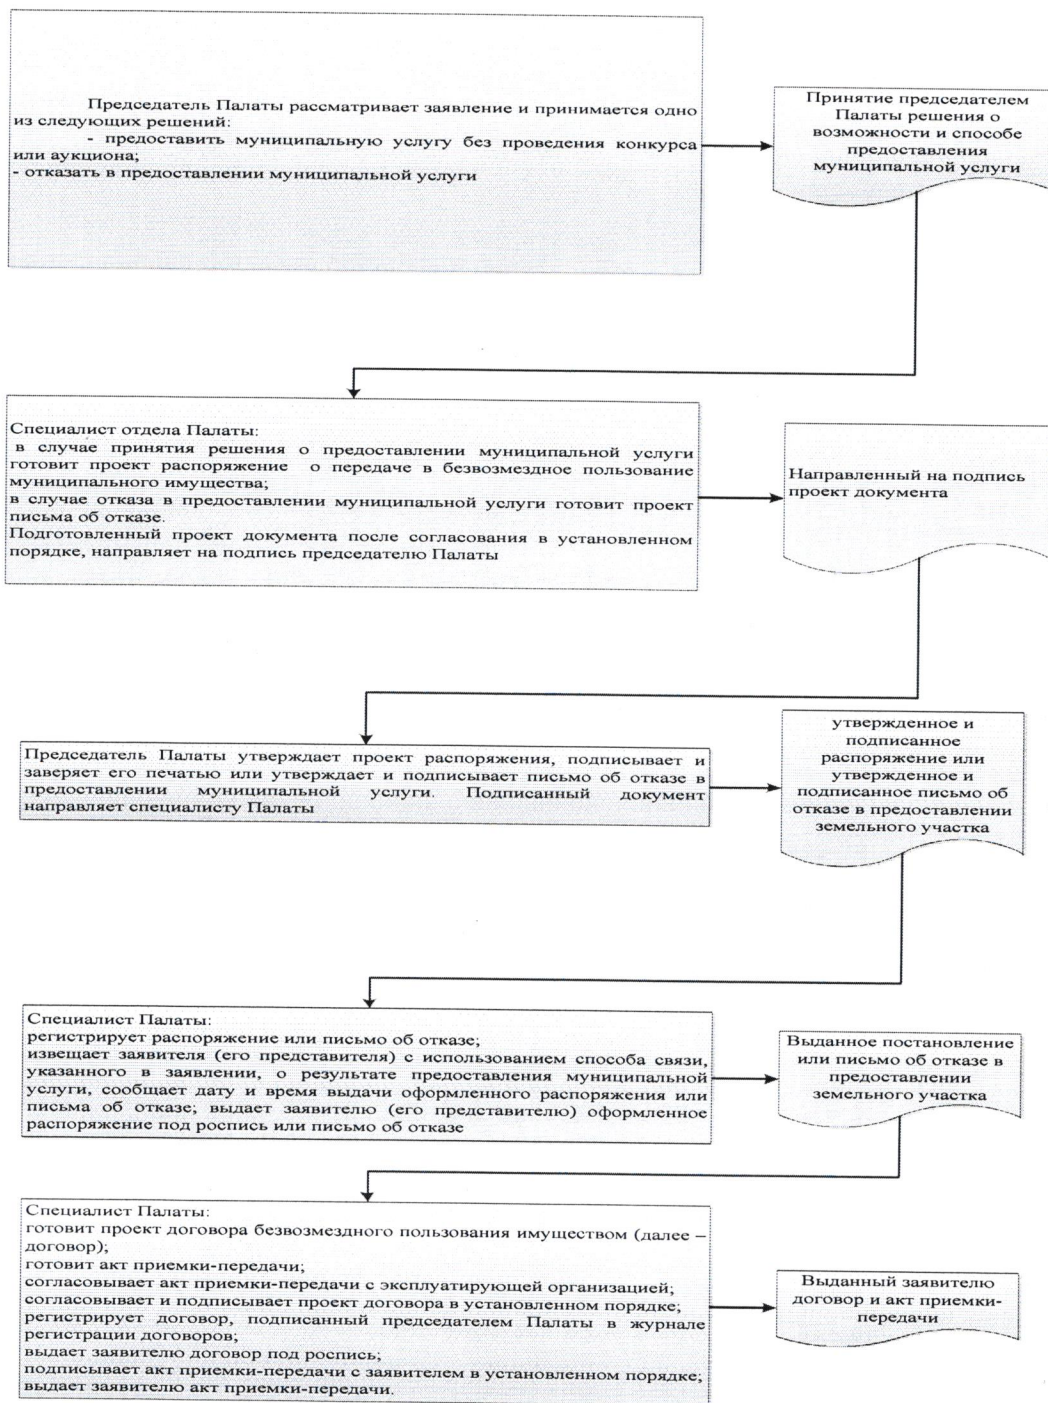 Председатель Палаты рассматривает заявление и принимается одно
из следующих решений:
- предоставить муниципальную услугу без проведения конкурса
или аукциона;
- отказать в предоставлении муниципальной услуги
Принятие председателем
Палаты решения о
возможности и способе
предоставления
муниципальной услуги
Специалист отдела Палаты:
в случае принятия решения о предоставлении муниципальной услуги
готовит проект распоряжение о передаче в безвозмездное пользование
муниципального имущества;
в случае отказа в предоставлении муниципальной услуги готовит проект
письма об отказе.
Подготовленный проект документа после согласования в установленном
порядке, направляет на подпись председателю Палаты
Направленный на подпись
проект документа
Председатель Палаты утверждает проект распоряжения, подписывает и
заверяет его печатью или утверждает и подписывает письмо об отказе в
предоставлении муниципальной услуги. Подписанный документ
направляет специалисту Палаты
утвержденное и
подписанное
распоряжение или
утвержденное и
подписанное письмо об
отказе в предоставлении
земельного участка
Специалист Палаты:
регистрирует распоряжение или письмо об отказе;
извещает заявителя (его представителя) с использованием способа связи,
указанного в заявлении, о результате предоставления муниципальной
услуги, сообщает дату и время выдачи оформленного распоряжения или
письма об отказе; выдает заявителю (его представителю) оформленное
распоряжение под роспись или письмо об отказе
Выданное постановление
или письмо об отказе в
предоставлении
земельного участка
Специалист Палаты:
готовит проект договора безвозмездного пользования имуществом (далее –
договор);
готовит акт приемки-передачи;
согласовывает акт приемки-передачи с эксплуатирующей организацией;
согласовывает и подписывает проект договора в установленном порядке;
регистрирует договор, подписанный председателем Палаты в журнале
регистрации договоров;
выдает заявителю договор под роспись;
подписывает акт приемки-передачи с заявителем в установленном порядке;
выдает заявителю акт приемки-передачи.
Выданный заявителю
договор и акт приемки-
передачи